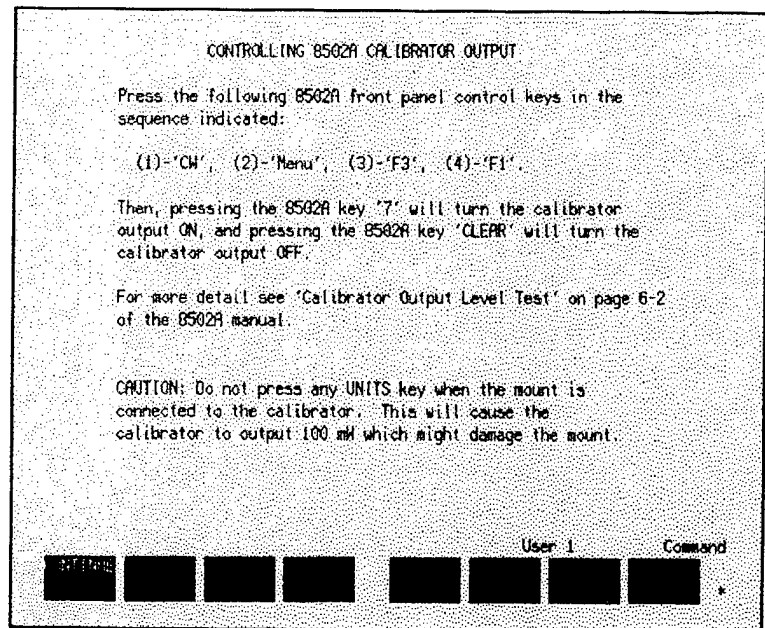 CONTROLLING 8502A CALIBRATOR OUTPUT
Press the following 8502A front panel control keys in the
sequence indicated:
(1)-'CW', (2)-'Menu', (3)-'F3', (4)-'F1'.
Then, pressing the 8502A key '7' will turn the calibrator
output ON, and pressing the 8502A key 'CLEAR' will turn the
calibrator output OFF.
For more detail see 'Calibrator Output Level Test' on page 6-2
of the 8502A manual.
CAUTION: Do not press any UNITS key when the mount is
connected to the calibrator. This will cause the
calibrator to output 100 mW which might damage the mount.
User 1 Command
*